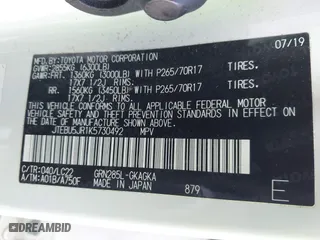 MFD. BY: TOYOTA MOTOR CORPORATION 07/19
GVWR: 2855KG (6300LB)
GAWR: FR. 1360KG (3000LB) WITH P265/70R17 TIRES.
17X7 1/2J RIMS,
RR. 1560KG (3450LB) WITH P265/70R17 TIRES.
17X7 1/2J
THIS VEHICLE CONFORMS TO ALL APPLICABLE FEDERAL MOTOR
VEHICLE SAFETY AND THEFT PREVENTION STANDARDS IN EFFECT
ON THE DATE OF MANUFACTURE SHOWN ABOVE.
JTEBU5JR1K5730492 MPV
C/TR: 040/LC22
A/TM: A01B/A750F GRN285L-GKAGKA
MADE IN JAPAN 879 E